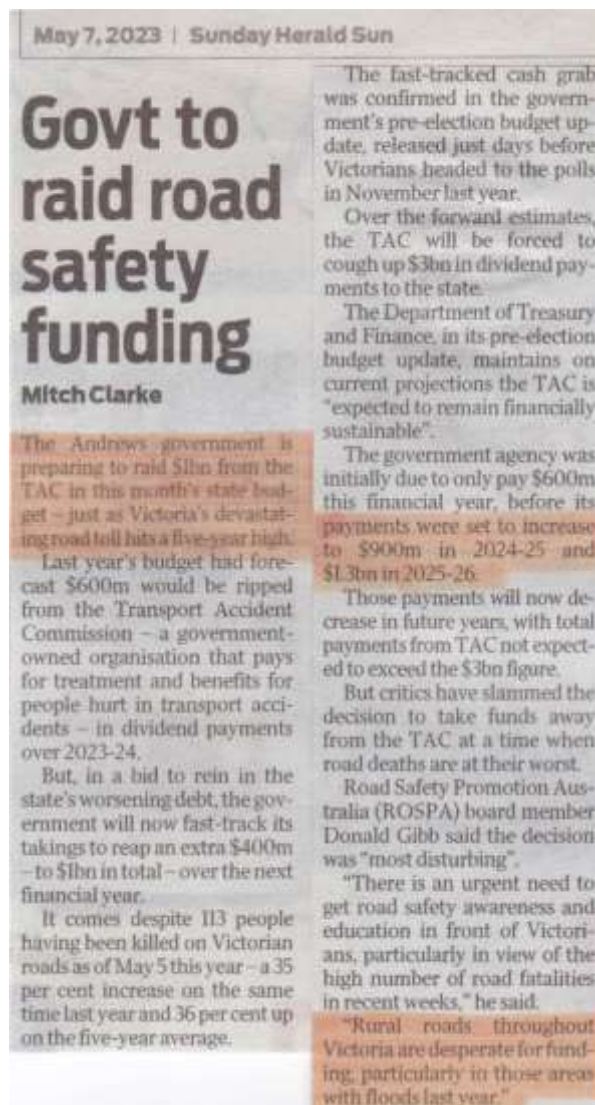 May 7, 2023 | Sunday Herald Sun
Govt to
raid road
safety
funding
Mitch Clarke
The Andrews government is
preparing to raid $1bn from the
TAC in this month's state bud-
get – just as Victoria's devastat-
ing road toll hits a five-year high.
Last year's budget had fore-
cast $600m would be ripped
from the Transport Accident
Commission – a government-
owned organisation that pays
for treatment and benefits for
people hurt in transport acci-
dents – in dividend payments
over 2023-24.
But, in a bid to rein in the
state's worsening debt, the gov-
ernment will now fast-track its
takings to reap an extra $400m
– to $1bn in total – over the next
financial year.
It comes despite 113 people
having been killed on Victorian
roads as of May 5 this year – a 35
per cent increase on the same
time last year and 36 per cent up
on the five-year average.
The fast-tracked cash grab
was confirmed in the govern-
ment's pre-election budget up-
date, released just days before
Victorians headed to the polls
in November last year.
Over the forward estimates,
the TAC will be forced to
cough up $3bn in dividend pay-
ments to the state.
The Department of Treasury
and Finance, in its pre-election
budget update, maintains on
current projections the TAC is
"expected to remain financially
sustainable".
The government agency was
initially due to only pay $600m
this financial year, before its
payments were set to increase
to $900m in 2024-25 and
$1.3bn in 2025-26.
Those payments will now de-
crease in future years, with total
payments from TAC not expect-
ed to exceed the $3bn figure.
But critics have slammed the
decision to take funds away
from the TAC at a time when
road deaths are at their worst.
Road Safety Promotion Aus-
tralia (ROSPA) board member
Donald Gibb said the decision
was "most disturbing".
"There is an urgent need to
get road safety awareness and
education in front of Victori-
ans, particularly in view of the
high number of road fatalities
in recent weeks," he said.
"Rural roads throughout
Victoria are desperate for fund-
ing, particularly in those areas
with floods last year."